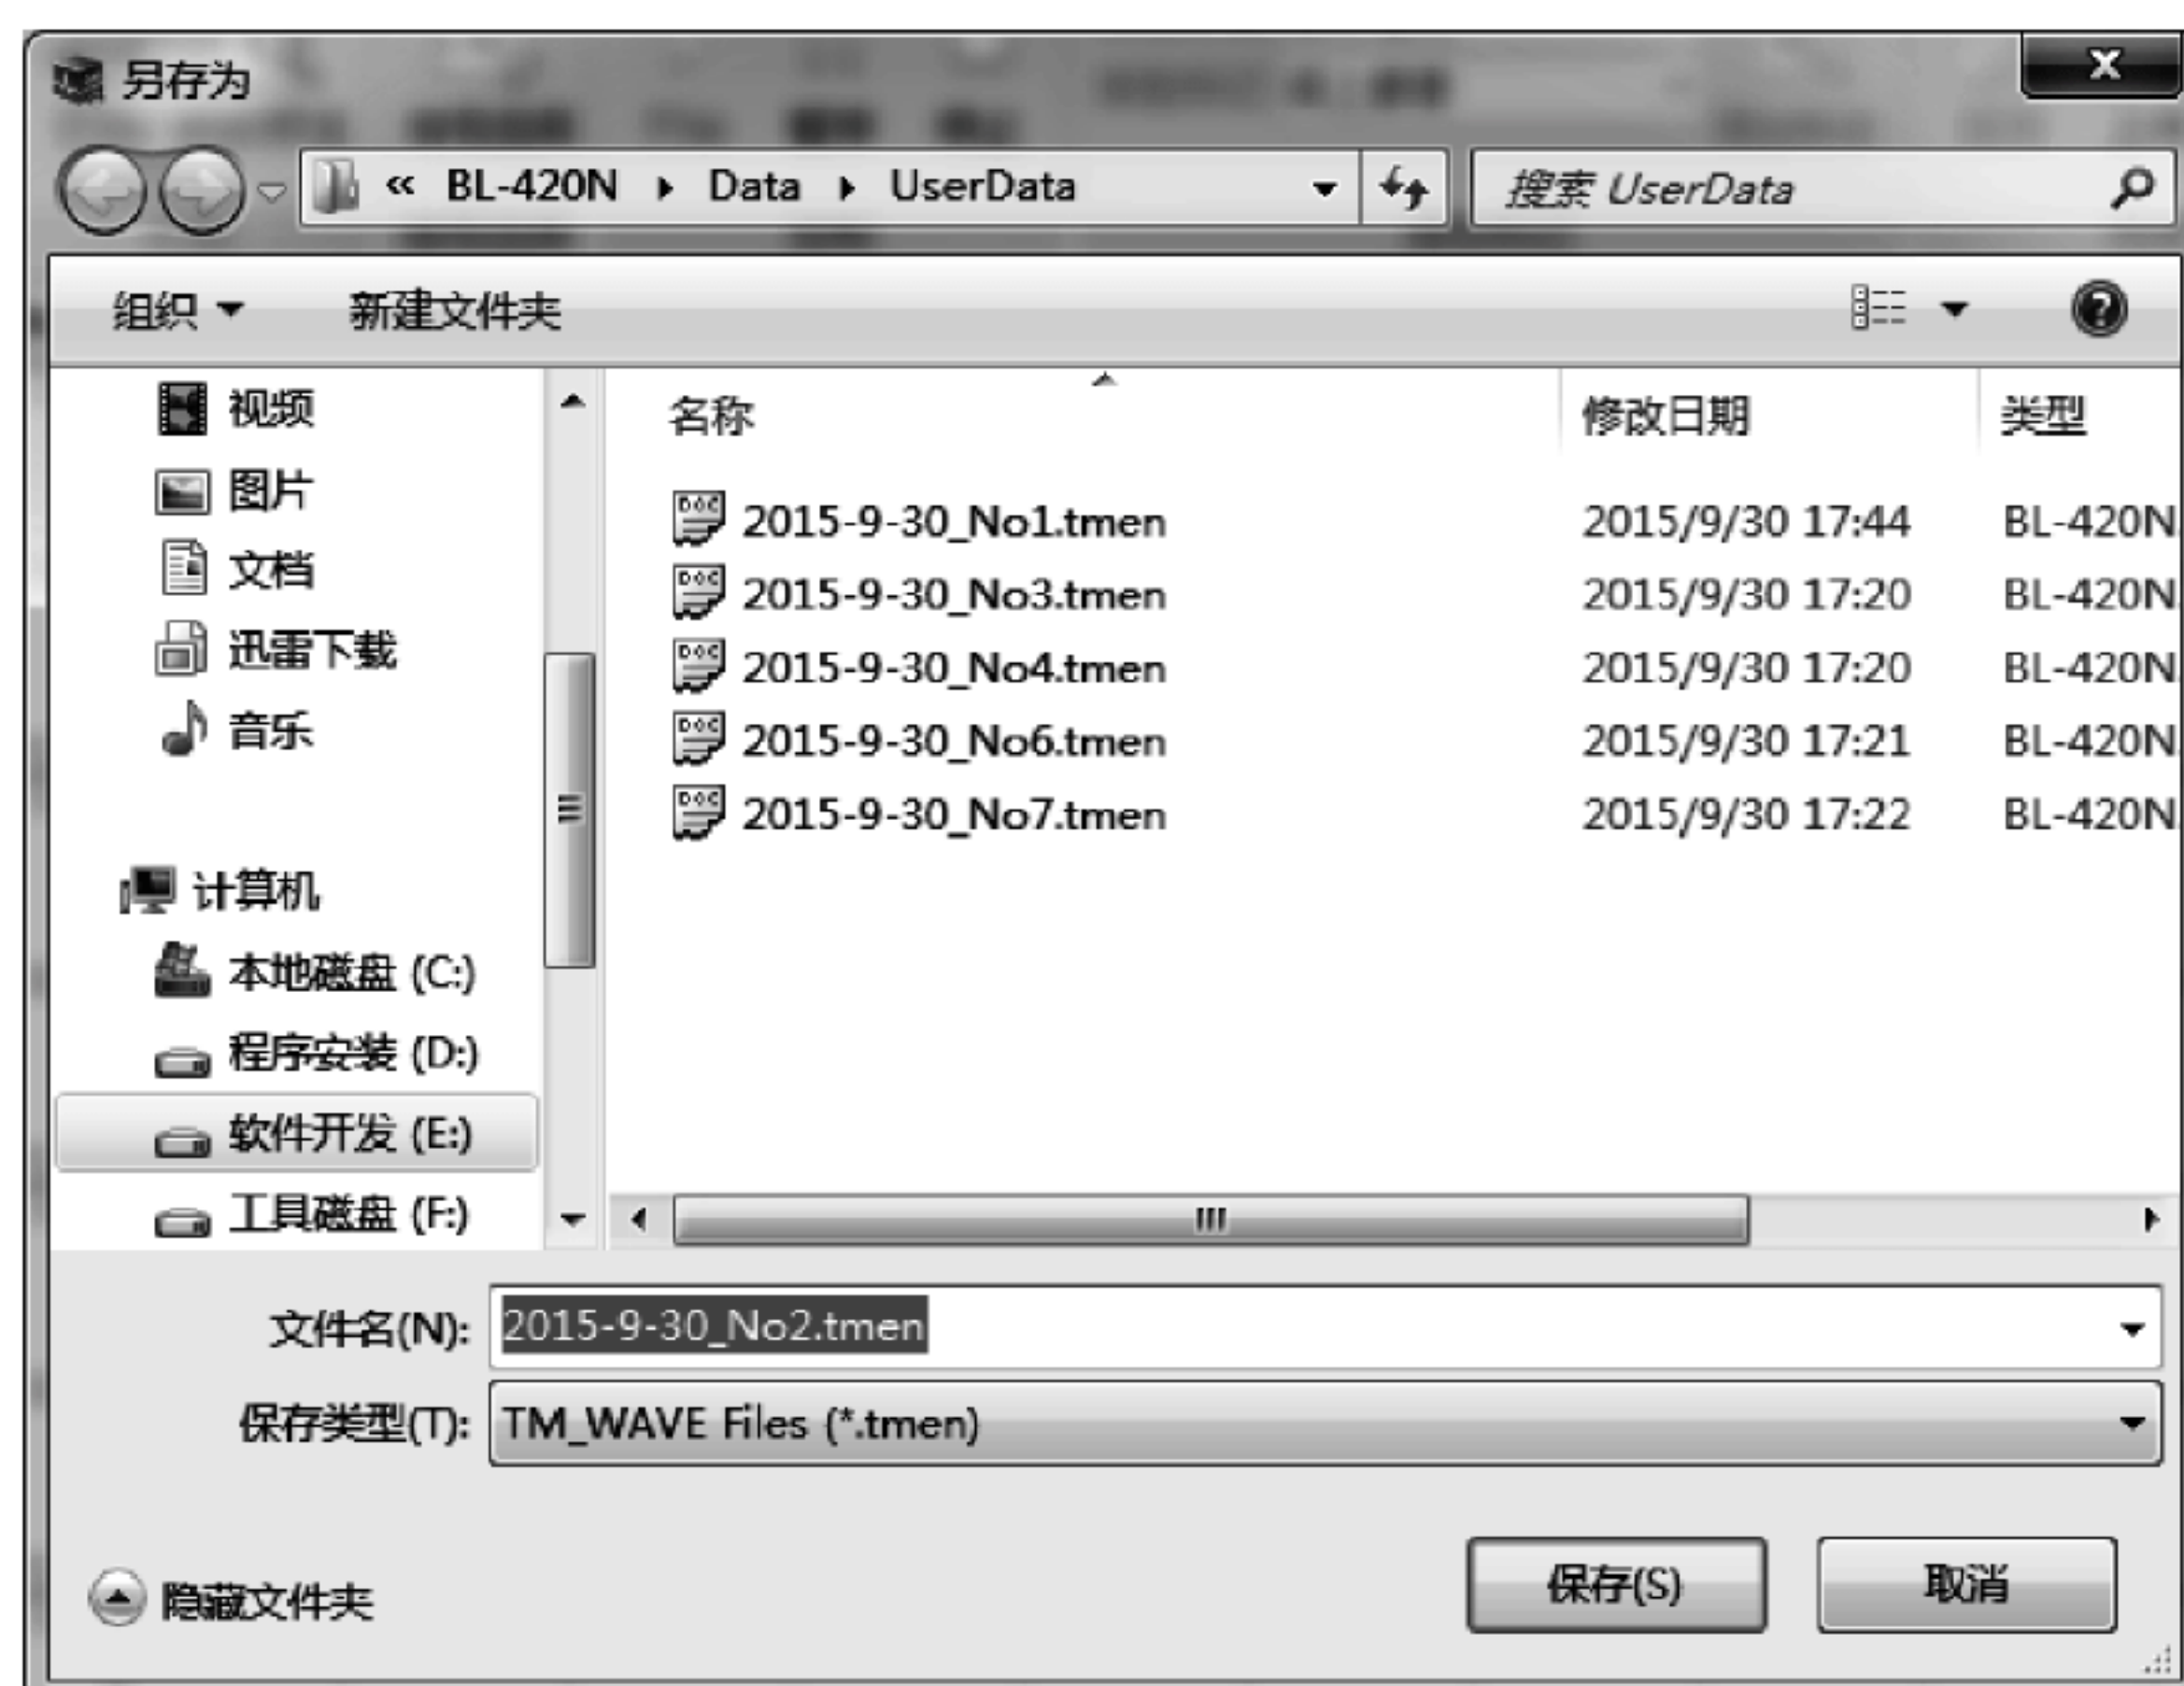 另存为
« BL-420N ▸ Data ▸ UserData
搜索 UserData
组织 新建文件夹
视频
图片
文档
迅雷下载
音乐
计算机
本地磁盘 (C:)
程序安装 (D:)
软件开发 (E:)
工具磁盘 (F:)
名称 修改日期 类型
2015-9-30_No1.tmen 2015/9/30 17:44 BL-420N
2015-9-30_No3.tmen 2015/9/30 17:20 BL-420N
2015-9-30_No4.tmen 2015/9/30 17:20 BL-420N
2015-9-30_No6.tmen 2015/9/30 17:21 BL-420N
2015-9-30_No7.tmen 2015/9/30 17:22 BL-420N
文件名(N): 2015-9-30_No2.tmen
保存类型(T): TM_WAVE Files (*.tmen)
隐藏文件夹
保存(S) 取消